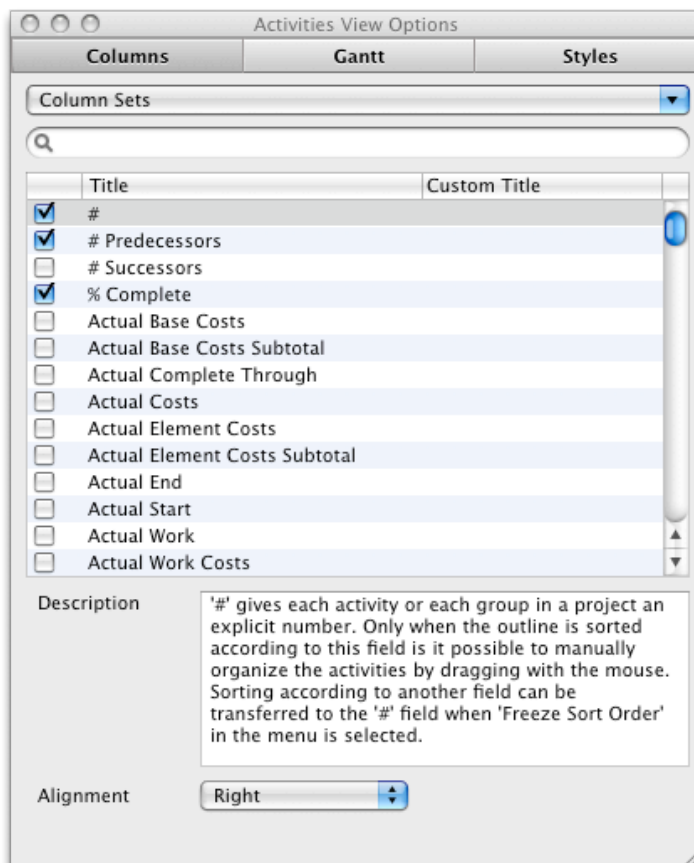 Activities View Options
Columns Gantt Styles
Column Sets
Title Custom Title
#
# Predecessors
# Successors
% Complete
Actual Base Costs
Actual Base Costs Subtotal
Actual Complete Through
Actual Costs
Actual Element Costs
Actual Element Costs Subtotal
Actual End
Actual Start
Actual Work
Actual Work Costs
Description
'#' gives each activity or each group in a project an
explicit number. Only when the outline is sorted
according to this field is it possible to manually
organize the activities by dragging with the mouse.
Sorting according to another field can be
transferred to the '#' field when 'Freeze Sort Order'
in the menu is selected.
Alignment Right